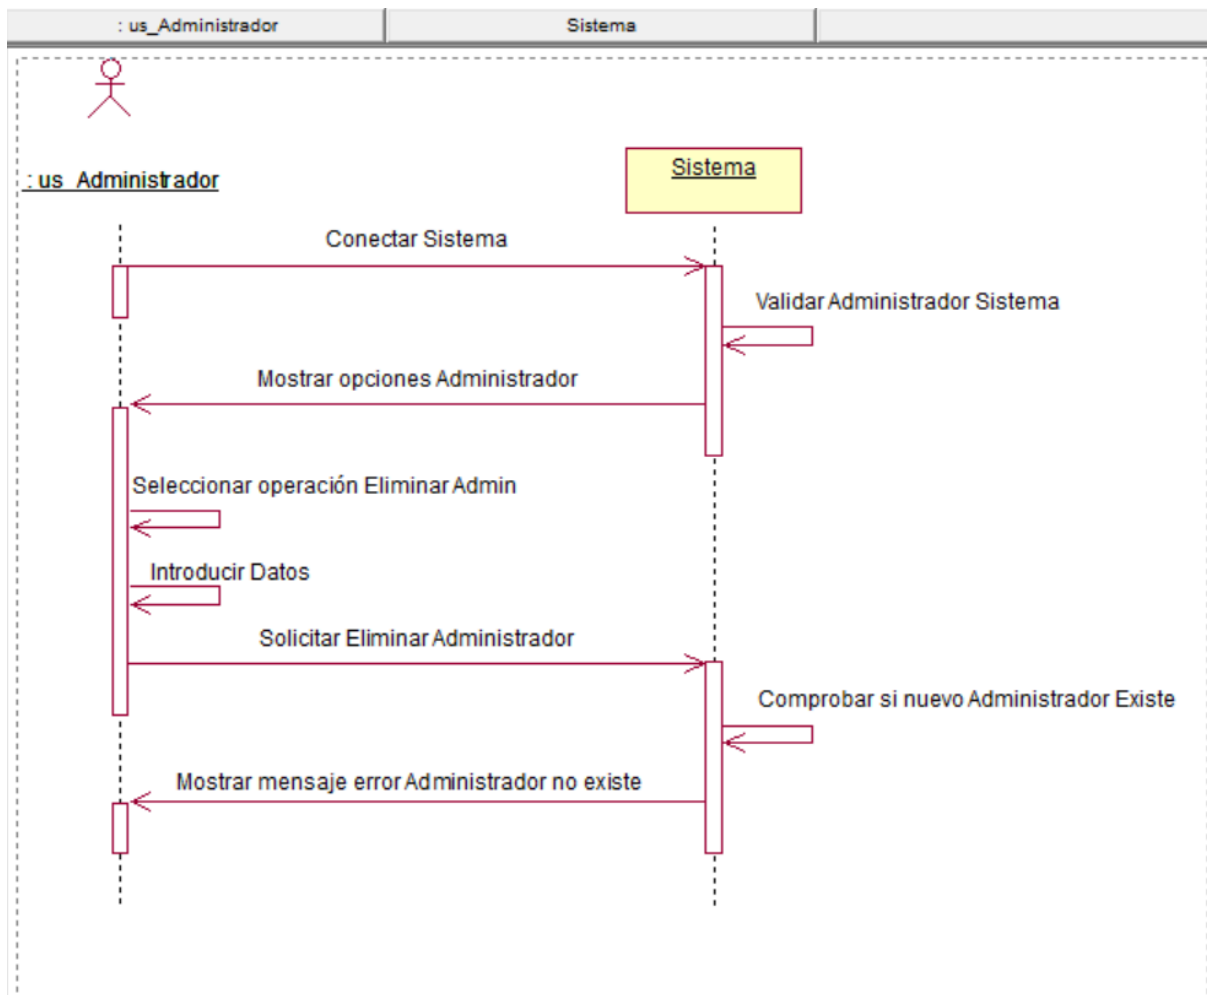 : us_Administrador
Sistema
: us_Administrador
Sistema
Conectar Sistema
Validar Administrador Sistema
Mostrar opciones Administrador
Seleccionar operación Eliminar Admin
Introducir Datos
Solicitar Eliminar Administrador
Comprobar si nuevo Administrador Existe
Mostrar mensaje error Administrador no existe